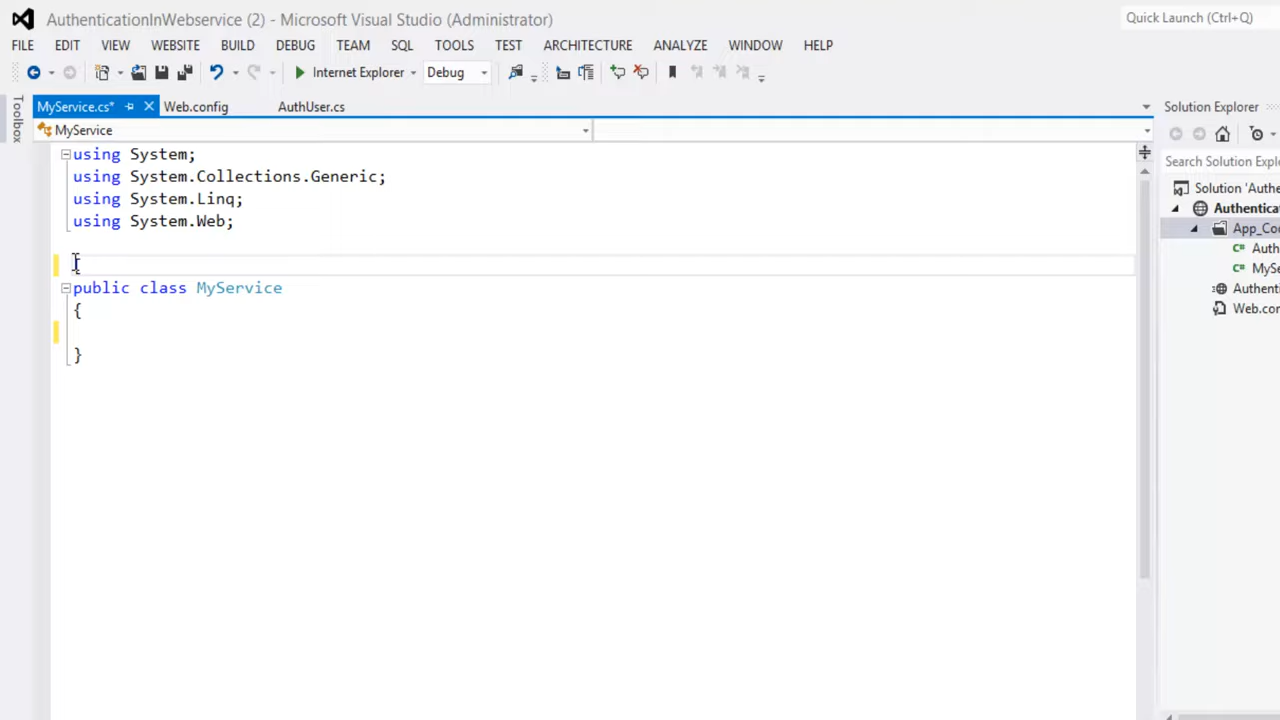 AuthenticationInWebservice (2) - Microsoft Visual Studio (Administrator)
Quick Launch (Ctrl+Q)
FILE EDIT VIEW WEBSITE BUILD DEBUG TEAM SQL TOOLS TEST ARCHITECTURE ANALYZE WINDOW HELP
Internet Explorer Debug
Toolbox
MyService.cs* Web.config AuthUser.cs
Solution Explorer
MyService
using System;
using System.Collections.Generic;
using System.Linq;
using System.Web;
public class MyService
{
}
Search Solution Expl
Solution 'Authe
Authentica
App_Co
Auth
MySe
Authenti
Web.con